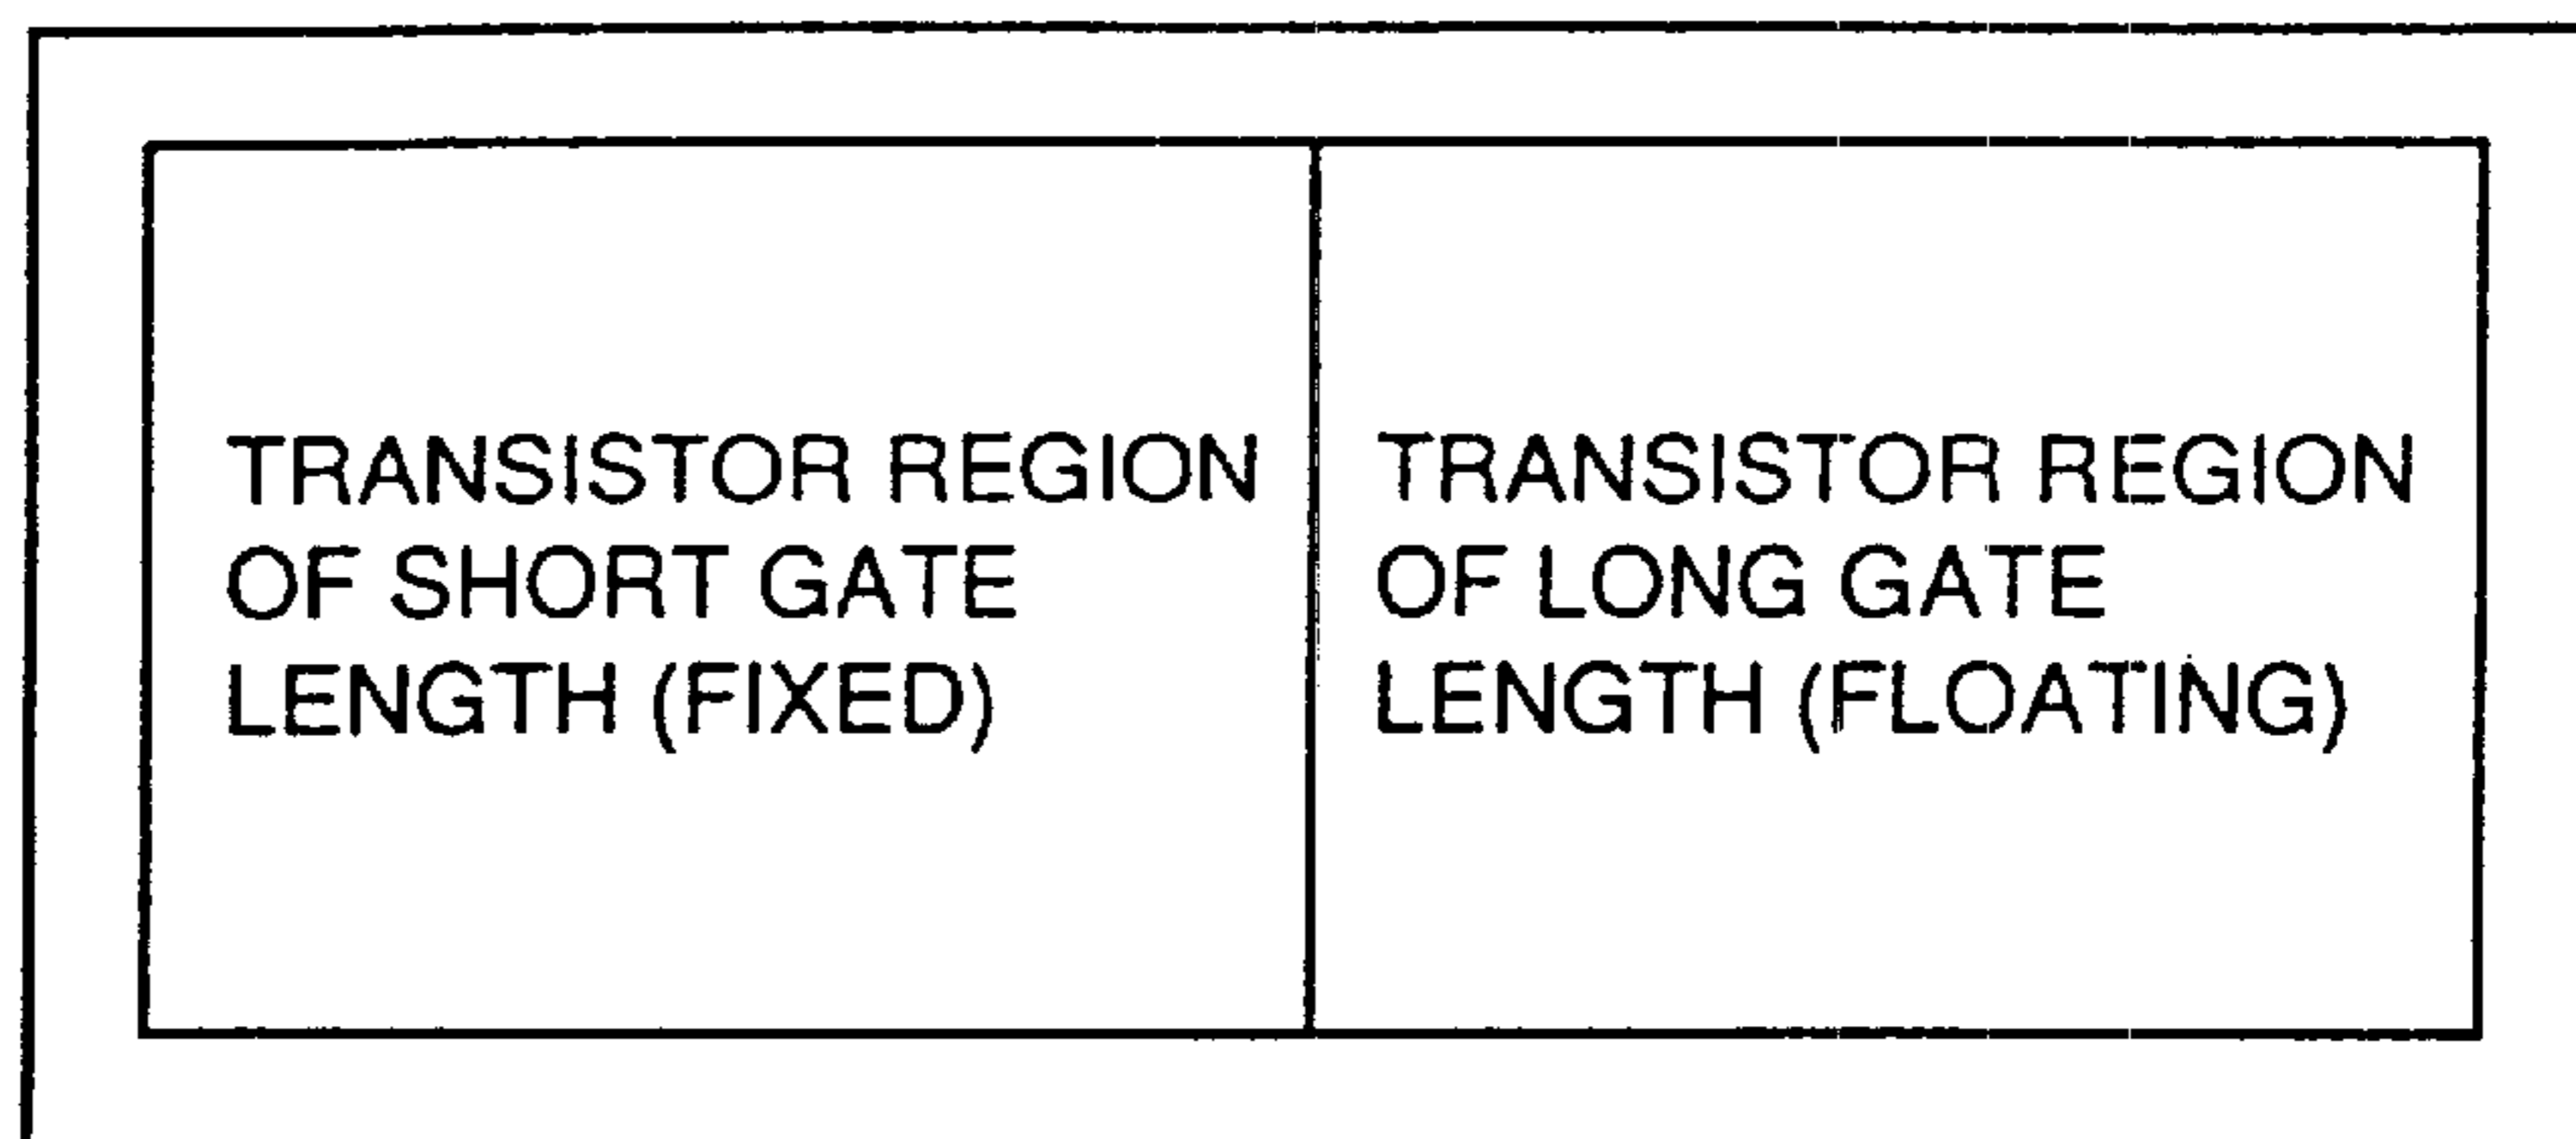 TRANSISTOR REGION
OF SHORT GATE
LENGTH (FIXED)
TRANSISTOR REGION
OF LONG GATE
LENGTH (FLOATING)